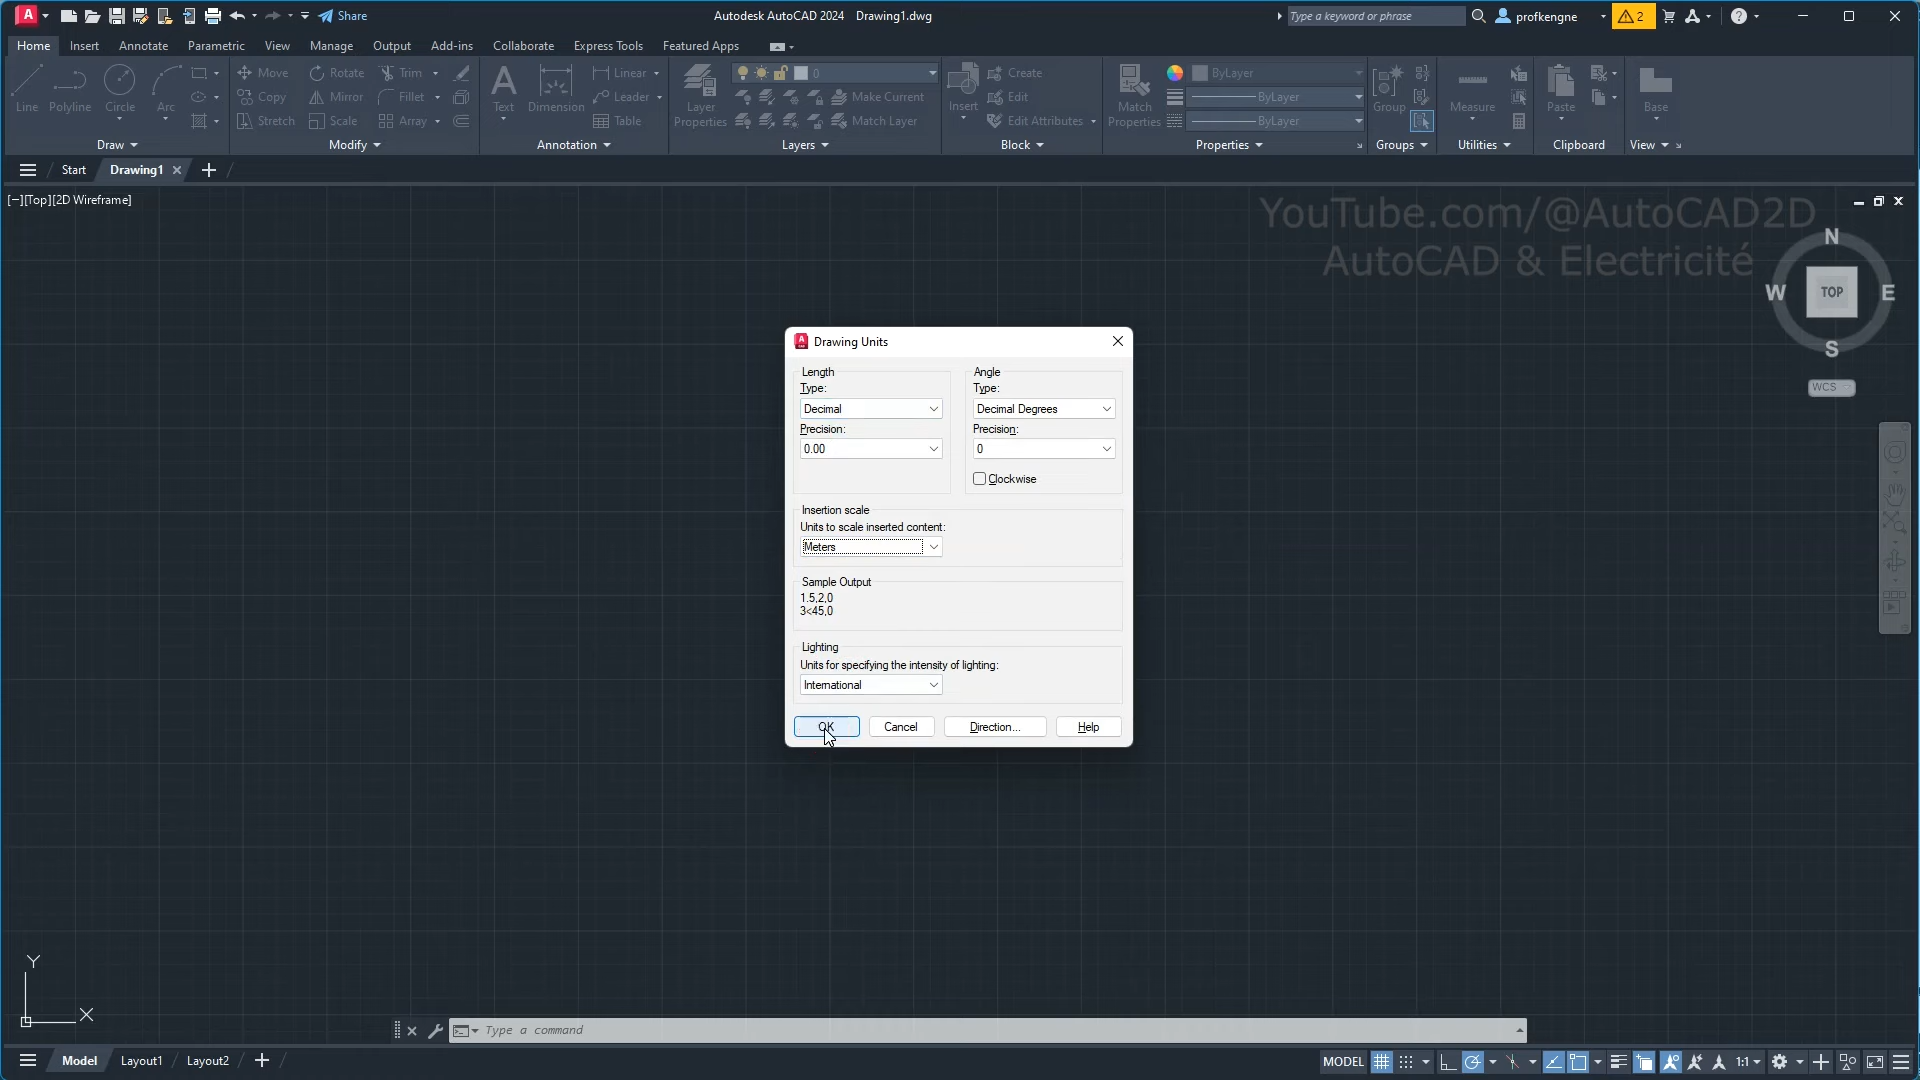 Share
Autodesk AutoCAD 2024 Drawing1.dwg
Type a keyword or phrase
profkengne
2
Home Insert Annotate Parametric View Manage Output Add-ins Collaborate Express Tools Featured Apps
Line Polyline Circle Arc
Draw
Move Rotate Trim
Copy Mirror Fillet
Stretch Scale Array
Modify
Text Dimension
Linear
Leader
Table
Annotation
Layer Properties
0
Make Current
Match Layer
Layers
Insert
Create
Edit
Edit Attributes
Block
Match Properties
ByLayer
ByLayer
ByLayer
Properties
Group
Groups
Measure
Utilities
Paste
Clipboard
Base
View
Start Drawing1
[−][Top][2D Wireframe]
YouTube.com/@AutoCAD2D
AutoCAD & Electricité
N
W TOP E
S
WCS
Drawing Units
Length Angle
Type: Type:
Decimal Decimal Degrees
Precision: Precision:
0.00 0
Clockwise
Insertion scale
Units to scale inserted content:
Meters
Sample Output
1.5,2,0
3<45,0
Lighting
Units for specifying the intensity of lighting:
International
OK Cancel Direction... Help
Y
X
Type a command
Model Layout1 Layout2
MODEL 1:1